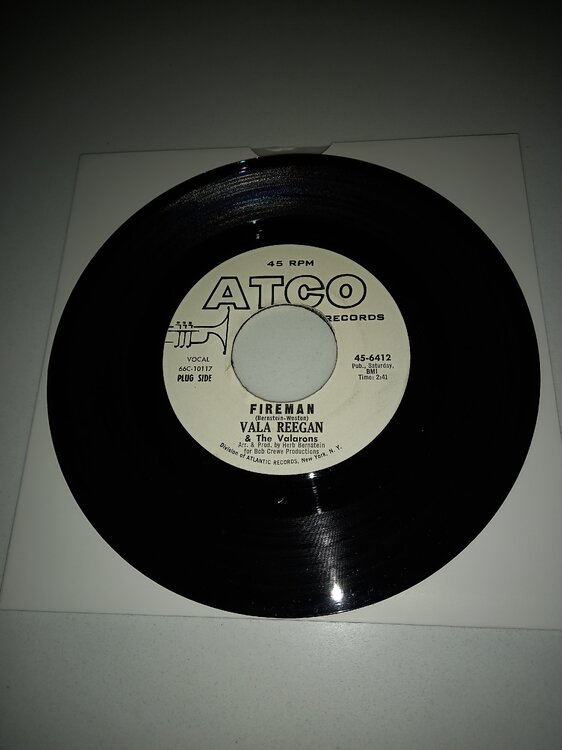 45 RPM
ATCO
RECORDS
VOCAL
66C-10117
PLUG SIDE
45-6412
Pub., Saturday,
BMI
Time: 2:41
FIREMAN
(Bernstein-Weston)
VALA REEGAN
& The Valarons
Arr. & Prod. by Herb Bernstein
for Bob Crewe Productions
Division of ATLANTIC RECORDS, New York, N. Y.